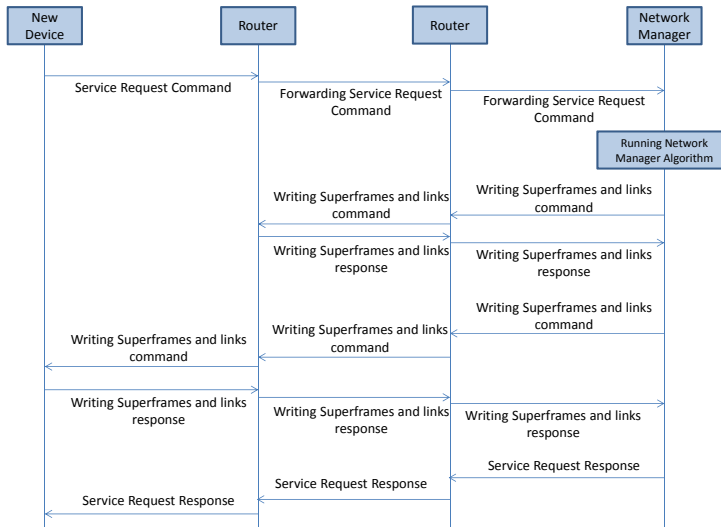 New
Device
Router
Router
Network
Manager
Service Request Command
Forwarding Service Request
Command
Forwarding Service Request
Command
Running Network
Manager Algorithm
Writing Superframes and links
command
Writing Superframes and links
command
Writing Superframes and links
response
Writing Superframes and links
response
Writing Superframes and links
command
Writing Superframes and links
command
Writing Superframes and links
command
Writing Superframes and links
response
Writing Superframes and links
response
Writing Superframes and links
response
Service Request Response
Service Request Response
Service Request Response